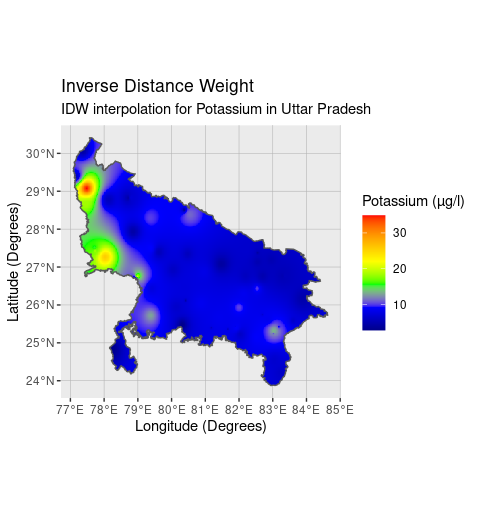 Inverse Distance Weight
IDW interpolation for Potassium in Uttar Pradesh
30°N
29°N
28°N
27°N
26°N
25°N
24°N
77°E 78°E 79°E 80°E 81°E 82°E 83°E 84°E 85°E
Longitude (Degrees)
Latitude (Degrees)
Potassium (µg/l)
30
20
10